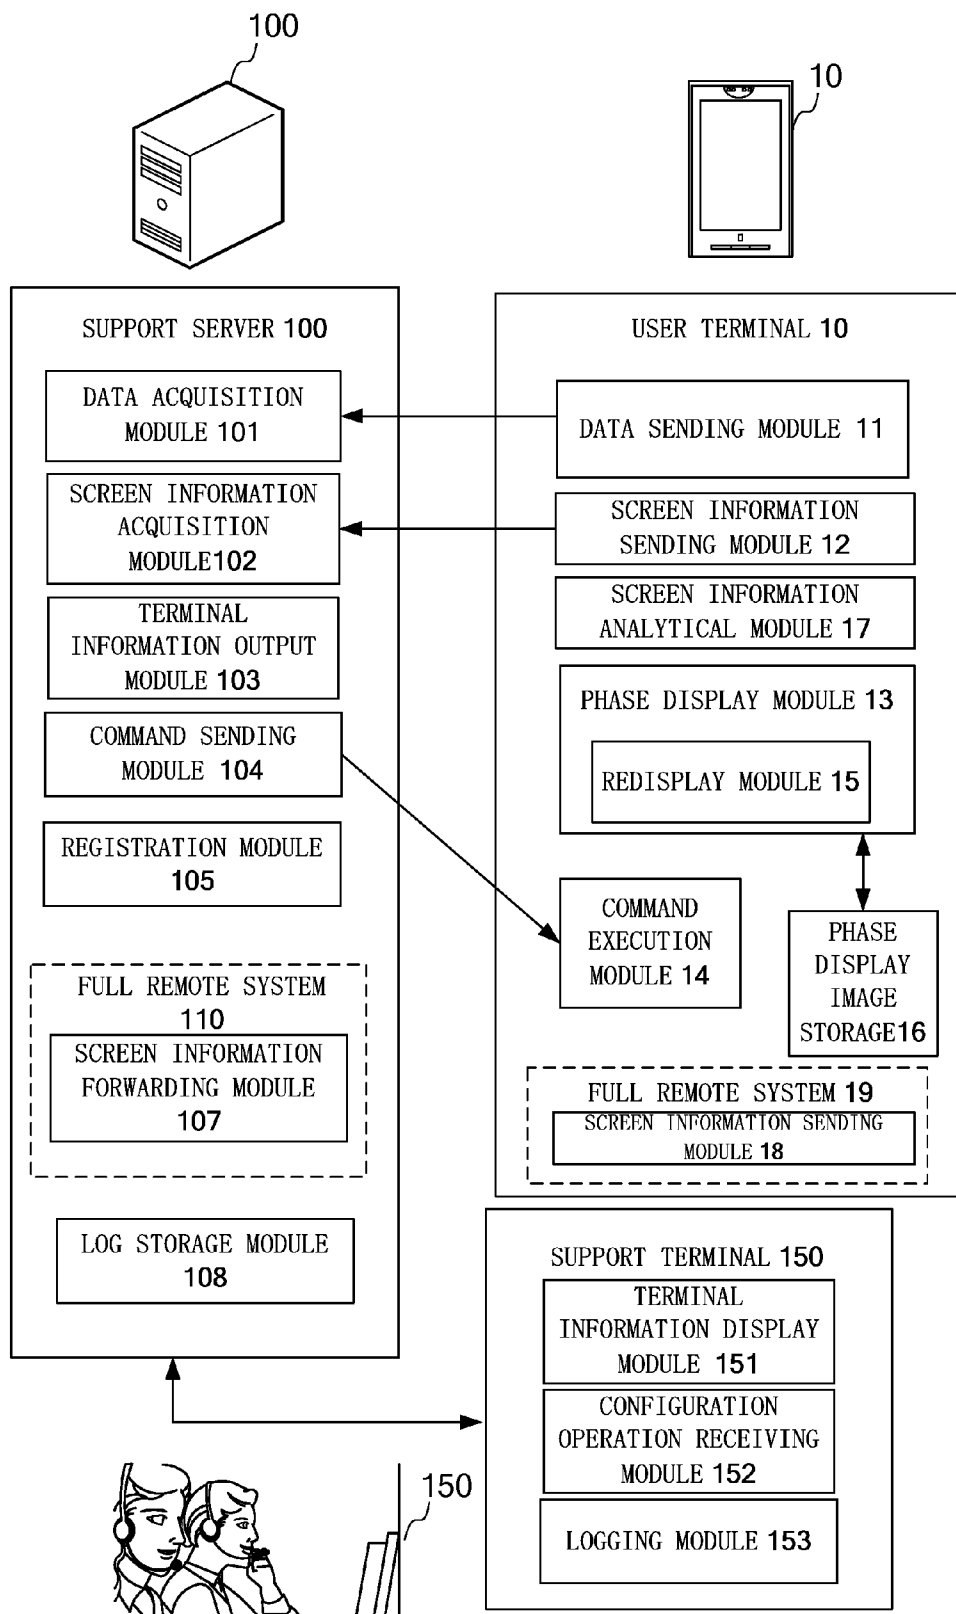 100
10
SUPPORT SERVER 100
DATA ACQUISITION
MODULE 101
SCREEN INFORMATION
ACQUISITION
MODULE102
TERMINAL
INFORMATION OUTPUT
MODULE 103
COMMAND SENDING
MODULE 104
REGISTRATION MODULE
105
FULL REMOTE SYSTEM
110
SCREEN INFORMATION
FORWARDING MODULE
107
LOG STORAGE MODULE
108
USER TERMINAL 10
DATA SENDING MODULE 11
SCREEN INFORMATION
SENDING MODULE 12
SCREEN INFORMATION
ANALYTICAL MODULE 17
PHASE DISPLAY MODULE 13
REDISPLAY MODULE 15
COMMAND
EXECUTION
MODULE 14
PHASE
DISPLAY
IMAGE
STORAGE16
FULL REMOTE SYSTEM 19
SCREEN INFORMATION SENDING
MODULE 18
SUPPORT TERMINAL 150
TERMINAL
INFORMATION DISPLAY
MODULE 151
CONFIGURATION
OPERATION RECEIVING
MODULE 152
LOGGING MODULE 153
150